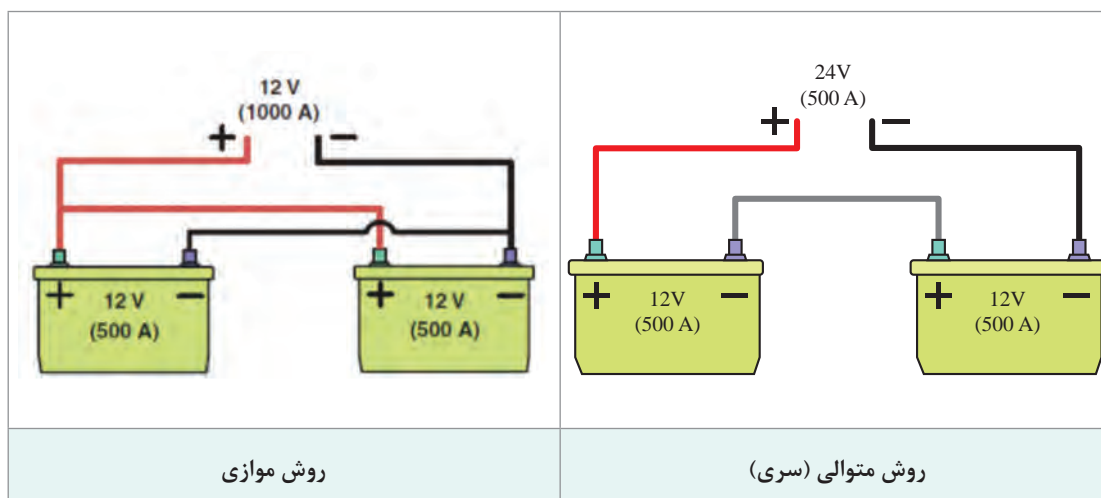 12 V
(1000 A)
+ −
+ 12 V −
(500 A)
+ 12 V −
(500 A)
روش موازی
24V
(500 A)
+ −
+ 12V −
(500 A)
+ 12V −
(500 A)
روش متوالی (سری)